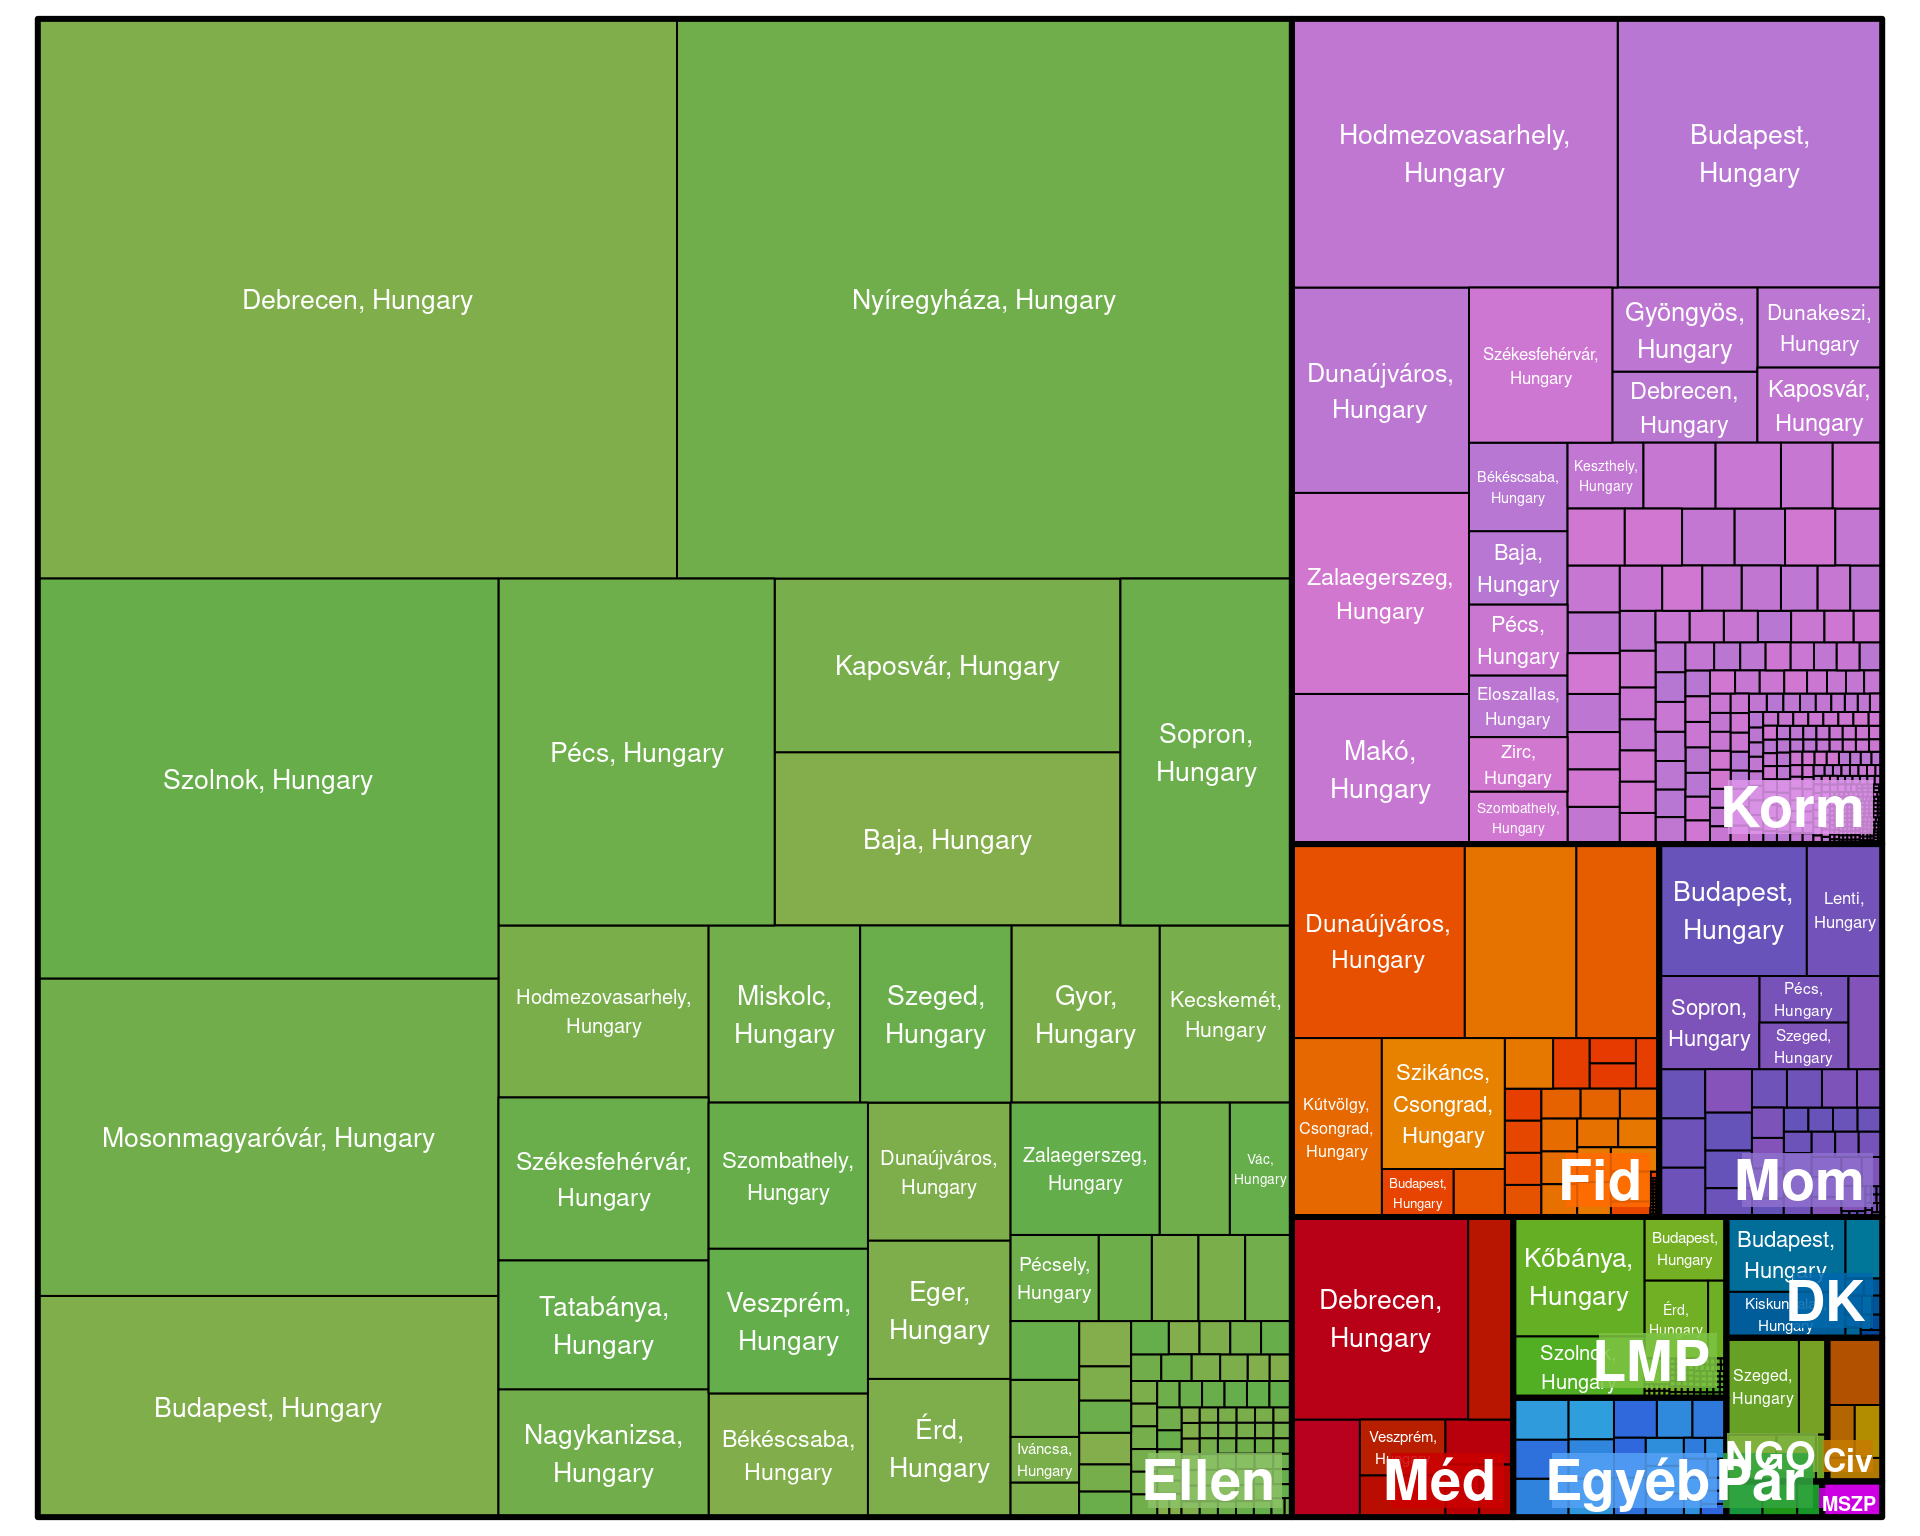 Debrecen, Hungary
Nyíregyháza, Hungary
Szolnok, Hungary
Pécs, Hungary
Kaposvár, Hungary
Baja, Hungary
Sopron,
Hungary
Mosonmagyaróvár, Hungary
Budapest, Hungary
Hodmezovasarhely,
Hungary
Miskolc,
Hungary
Szeged,
Hungary
Gyor,
Hungary
Kecskemét,
Hungary
Székesfehérvár,
Hungary
Szombathely,
Hungary
Dunaújváros,
Hungary
Zalaegerszeg,
Hungary
Vác,
Hungary
Tatabánya,
Hungary
Veszprém,
Hungary
Eger,
Hungary
Pécsely,
Hungary
Nagykanizsa,
Hungary
Békéscsaba,
Hungary
Érd,
Hungary
Iváncsa,
Hungary
Ellen
Hodmezovasarhely,
Hungary
Budapest,
Hungary
Dunaújváros,
Hungary
Székesfehérvár,
Hungary
Gyöngyös,
Hungary
Dunakeszi,
Hungary
Debrecen,
Hungary
Kaposvár,
Hungary
Zalaegerszeg,
Hungary
Békéscsaba,
Hungary
Keszthely,
Hungary
Baja,
Hungary
Pécs,
Hungary
Eloszallas,
Hungary
Makó,
Hungary
Zirc,
Hungary
Szombathely,
Hungary
Korm
Dunaújváros,
Hungary
Kútvölgy,
Csongrad,
Hungary
Szikáncs,
Csongrad,
Hungary
Budapest,
Hungary
Fid
Budapest,
Hungary
Lenti,
Hungary
Sopron,
Hungary
Pécs,
Hungary
Szeged,
Hungary
Mom
Debrecen,
Hungary
Veszprém,
Méd
Kőbánya,
Hungary
Budapest,
Hungary
Érd,
Hungary
Szolnok,
Hungary
LMP
Budapest,
Hungary
Hungary
DK
Szeged,
Hungary
NGO
Civ
Egyéb
Pár
MSZP